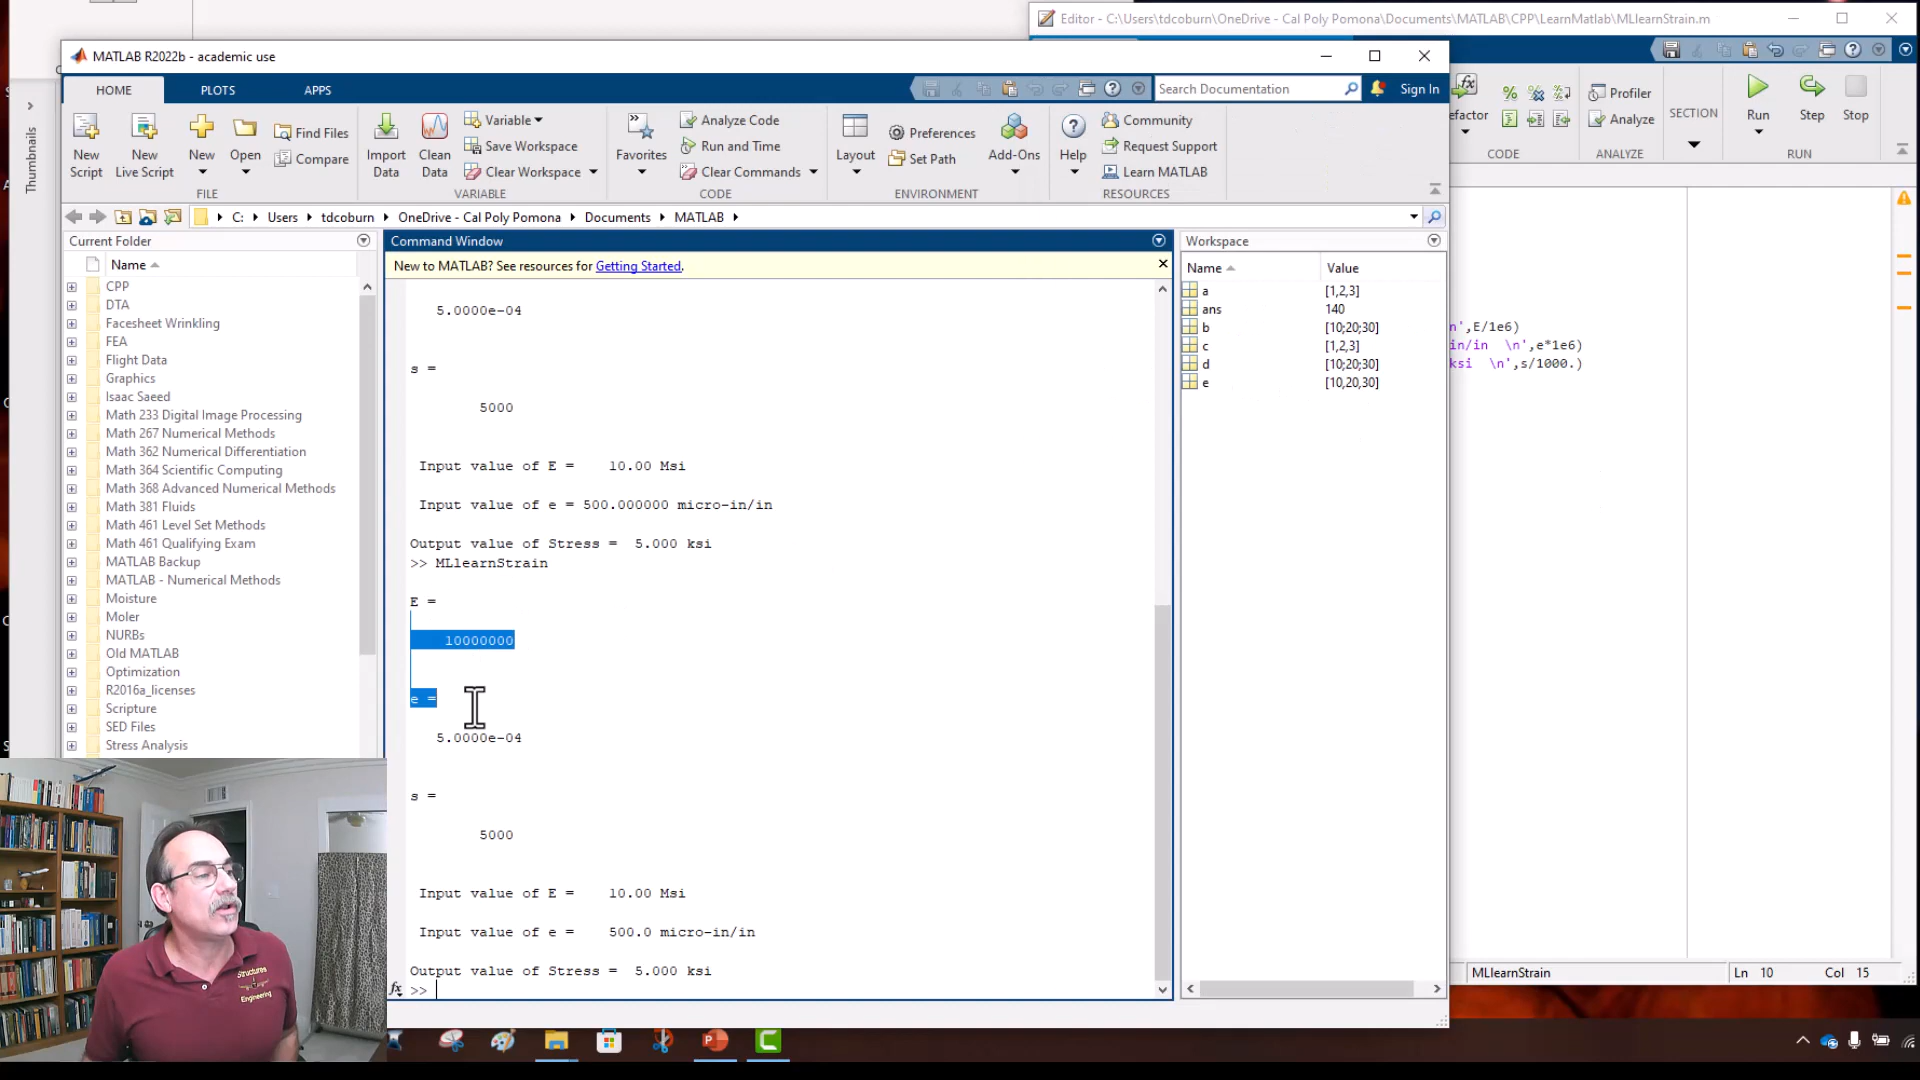 Editor - C:\Users\tdcoburn\OneDrive - Cal Poly Pomona\Documents\MATLAB\CPP\LearnMatlab\MLlearnStrain.m
MATLAB R2022b - academic use
HOME
PLOTS
APPS
Search Documentation
Sign In
New Script
New Live Script
New
Open
Find Files
Compare
FILE
Import Data
Clean Data
Variable
Save Workspace
Clear Workspace
VARIABLE
Favorites
Analyze Code
Run and Time
Clear Commands
CODE
Layout
Preferences
Set Path
Add-Ons
ENVIRONMENT
Help
Community
Request Support
Learn MATLAB
RESOURCES
efactor
CODE
Profiler
Analyze
ANALYZE
SECTION
Run
Step
Stop
RUN
Thumbnails
C: Users tdcoburn OneDrive - Cal Poly Pomona Documents MATLAB
Current Folder
Name
CPP
DTA
Facesheet Wrinkling
FEA
Flight Data
Graphics
Isaac Saeed
Math 233 Digital Image Processing
Math 267 Numerical Methods
Math 362 Numerical Differentiation
Math 364 Scientific Computing
Math 368 Advanced Numerical Methods
Math 381 Fluids
Math 461 Level Set Methods
Math 461 Qualifying Exam
MATLAB Backup
MATLAB - Numerical Methods
Moisture
Moler
NURBs
Old MATLAB
Optimization
R2016a_licenses
Scripture
SED Files
Stress Analysis
Command Window
New to MATLAB? See resources for Getting Started.
5.0000e-04
s =
5000
Input value of E =    10.00 Msi
Input value of e = 500.000000 micro-in/in
Output value of Stress =  5.000 ksi
>> MLlearnStrain
E =
10000000
e =
5.0000e-04
s =
5000
Input value of E =    10.00 Msi
Input value of e =    500.0 micro-in/in
Output value of Stress =  5.000 ksi
fx >>
Workspace
Name Value
a [1,2,3]
ans 140
b [10;20;30]
c [1,2,3]
d [10;20;30]
e [10,20,30]
n',E/1e6)
in/in  \n',e*1e6)
ksi  \n',s/1000.)
MLlearnStrain
Ln 10 Col 15
Structures
Engineering